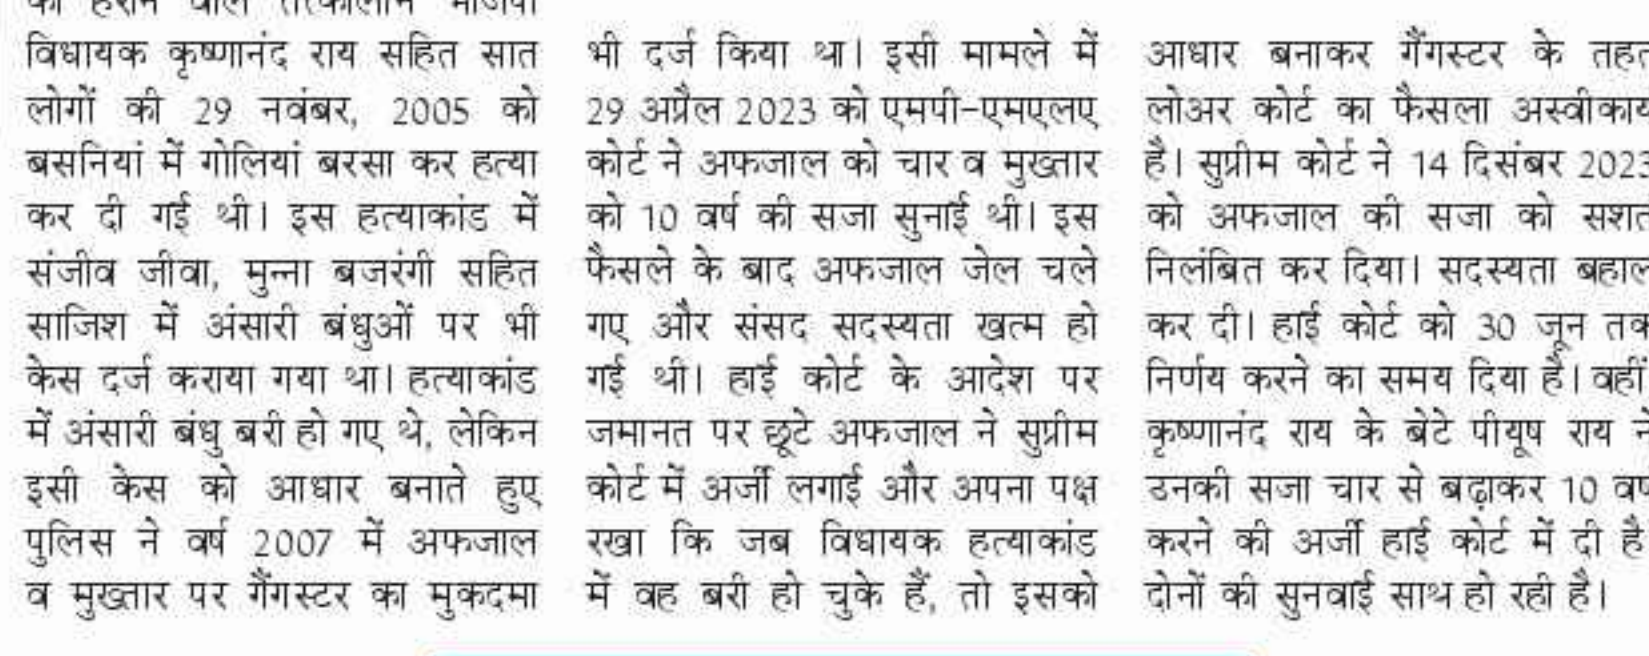 को हराने वाले तत्कालीन भाजपा
विधायक कृष्णानंद राय सहित सात
लोगों की 29 नवंबर, 2005 को
बसनियां में गोलियां बरसा कर हत्या
कर दी गई थी। इस हत्याकांड में
संजीव जीवा, मुन्ना बजरंगी सहित
साजिश में अंसारी बंधुओं पर भी
केस दर्ज कराया गया था। हत्याकांड
में अंसारी बंधु बरी हो गए थे, लेकिन
इसी केस को आधार बनाते हुए
पुलिस ने वर्ष 2007 में अफजाल
व मुख्तार पर गैंगस्टर का मुकदमा
भी दर्ज किया था। इसी मामले में
29 अप्रैल 2023 को एमपी-एमएलए
कोर्ट ने अफजाल को चार व मुख्तार
को 10 वर्ष की सजा सुनाई थी। इस
फैसले के बाद अफजाल जेल चले
गए और संसद सदस्यता खत्म हो
गई थी। हाई कोर्ट के आदेश पर
जमानत पर छूटे अफजाल ने सुप्रीम
कोर्ट में अर्जी लगाई और अपना पक्ष
रखा कि जब विधायक हत्याकांड
में वह बरी हो चुके हैं, तो इसको
आधार बनाकर गैंगस्टर के तहत
लोअर कोर्ट का फैसला अस्वीकार्य
है। सुप्रीम कोर्ट ने 14 दिसंबर 2023
को अफजाल की सजा को सशर्त
निलंबित कर दिया। सदस्यता बहाल
कर दी। हाई कोर्ट को 30 जून तक
निर्णय करने का समय दिया है। वहीं
कृष्णानंद राय के बेटे पीयूष राय ने
उनकी सजा चार से बढ़ाकर 10 वर्ष
करने की अर्जी हाई कोर्ट में दी है
दोनों की सुनवाई साथ हो रही है।